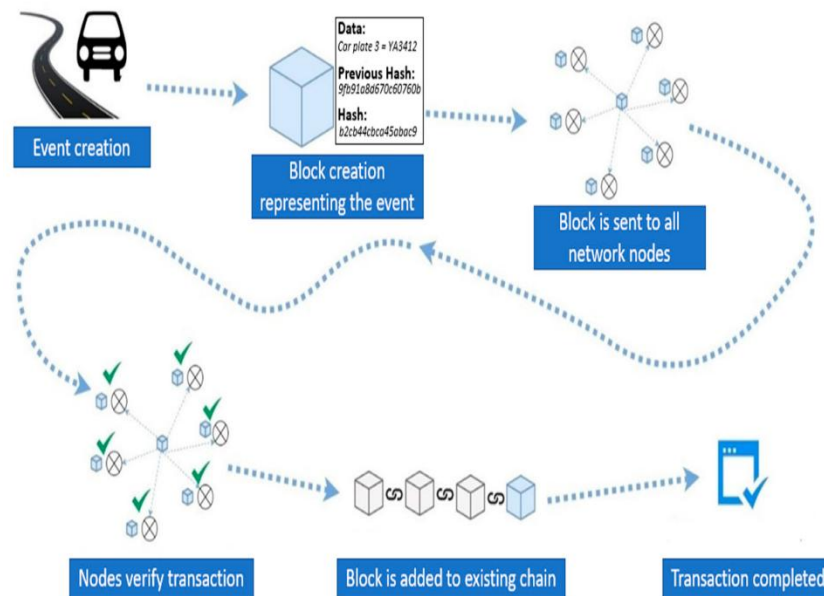 Event creation
Data:
Car plate 3 = YA3412
Previous Hash:
9fb91a8d670c60760b
Hash:
b2cb44cbca45abac9
Block creation
representing the event
Block is sent to all
network nodes
Nodes verify transaction
Block is added to existing chain
Transaction completed